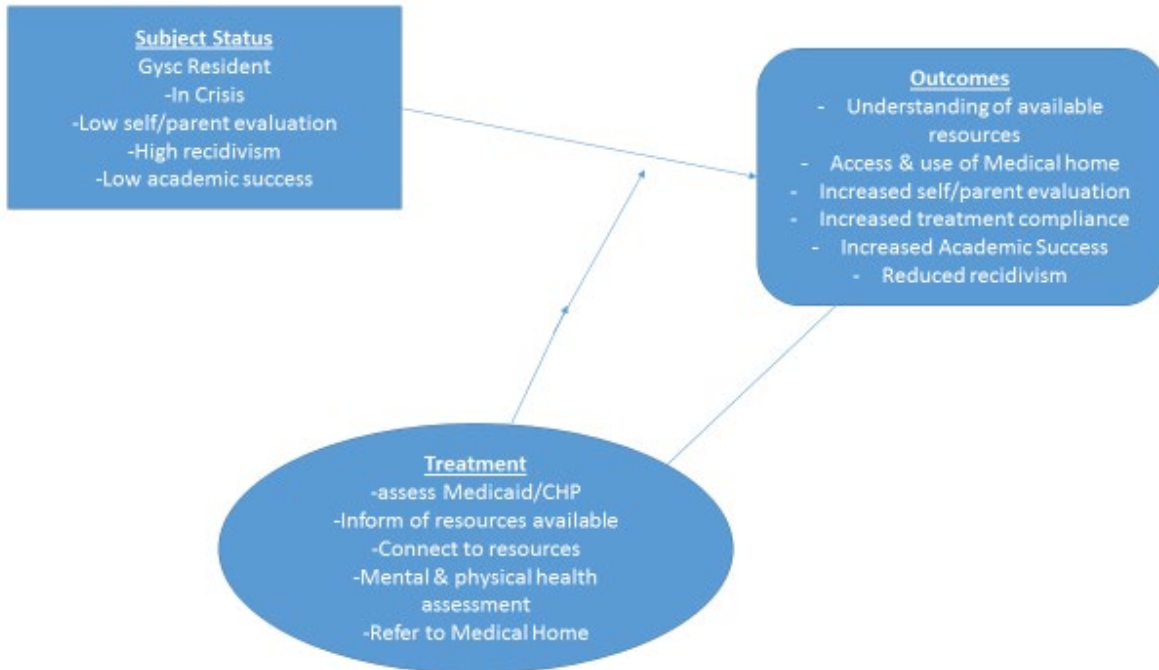 Subject Status
Gysc Resident
-In Crisis
-Low self/parent evaluation
-High recidivism
-Low academic success
Outcomes
- Understanding of available
resources
- Access & use of Medical home
- Increased self/parent evaluation
- Increased treatment compliance
- Increased Academic Success
- Reduced recidivism
Treatment
-assess Medicaid/CHP
-Inform of resources available
-Connect to resources
-Mental & physical health
assessment
-Refer to Medical Home